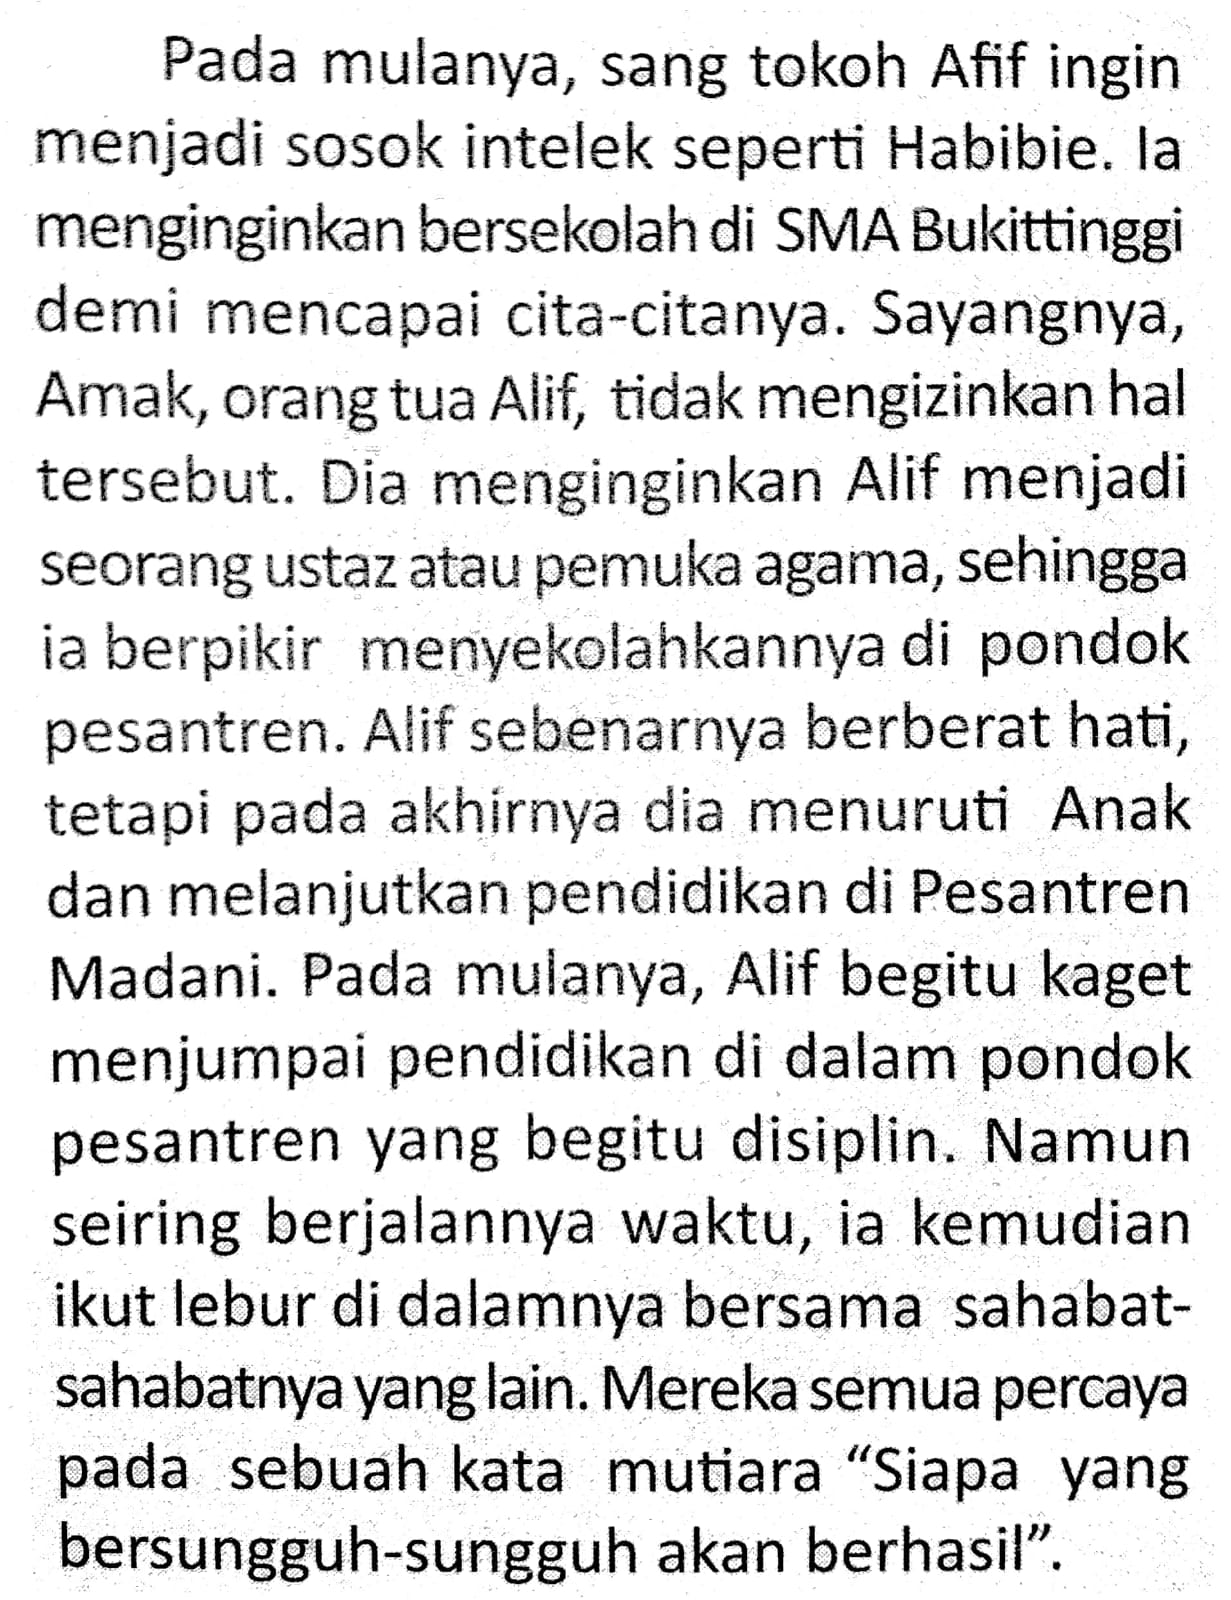 Pada mulanya, sang tokoh Afif ingin
menjadi sosok intelek seperti Habibie. Ia
menginginkan bersekolah di SMA Bukittinggi
demi mencapai cita-citanya. Sayangnya,
Amak, orang tua Alif, tidak mengizinkan hal
tersebut. Dia menginginkan Alif menjadi
seorang ustaz atau pemuka agama, sehingga
ia berpikir menyekolahkannya di pondok
pesantren. Alif sebenarnya berberat hati,
tetapi pada akhirnya dia menuruti Anak
dan melanjutkan pendidikan di Pesantren
Madani. Pada mulanya, Alif begitu kaget
menjumpai pendidikan di dalam pondok
pesantren yang begitu disiplin. Namun
seiring berjalannya waktu, ia kemudian
ikut lebur di dalamnya bersama sahabat-
sahabatnya yang lain. Mereka semua percaya
pada sebuah kata mutiara “Siapa yang
bersungguh-sungguh akan berhasil”.